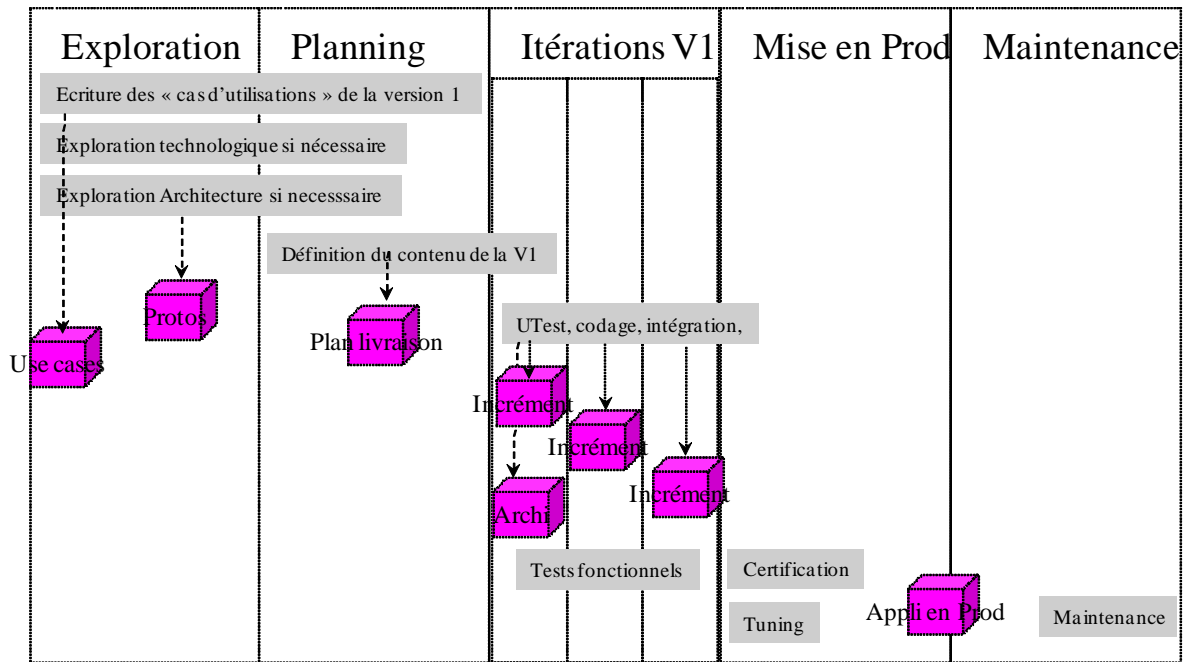 Exploration
Planning
Itérations V1
Mise en Prod
Maintenance
Ecriture des « cas d’utilisations » de la version 1
Exploration technologique si nécessaire
Exploration Architecture si necesssaire
Définition du contenu de la V1
Protos
Plan livraison
UTest, codage, intégration,
Use cases
Incrément
Incrément
Incrément
Archi
Tests fonctionnels
Certification
Appli en Prod
Maintenance
Tuning